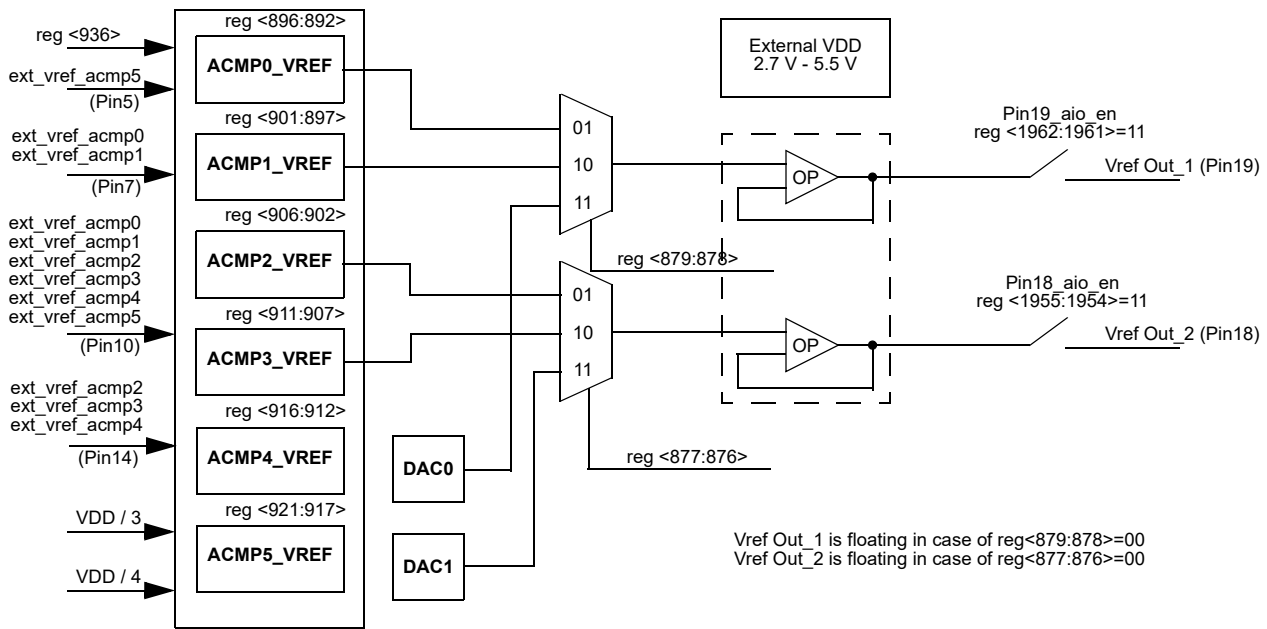 reg <936>
ext_vref_acmp5
(Pin5)
ext_vref_acmp0
ext_vref_acmp1
(Pin7)
ext_vref_acmp0
ext_vref_acmp1
ext_vref_acmp2
ext_vref_acmp3
ext_vref_acmp4
ext_vref_acmp5
(Pin10)
ext_vref_acmp2
ext_vref_acmp3
ext_vref_acmp4
(Pin14)
VDD / 3
VDD / 4
reg <896:892>
ACMP0_VREF
reg <901:897>
ACMP1_VREF
reg <906:902>
ACMP2_VREF
reg <911:907>
ACMP3_VREF
reg <916:912>
ACMP4_VREF
reg <921:917>
ACMP5_VREF
DAC0
DAC1
01
10
11
reg <879:878>
01
10
11
reg <877:876>
External VDD
2.7 V - 5.5 V
OP
OP
Pin19_aio_en
reg <1962:1961>=11
Vref Out_1 (Pin19)
Pin18_aio_en
reg <1955:1954>=11
Vref Out_2 (Pin18)
Vref Out_1 is floating in case of reg<879:878>=00
Vref Out_2 is floating in case of reg<877:876>=00